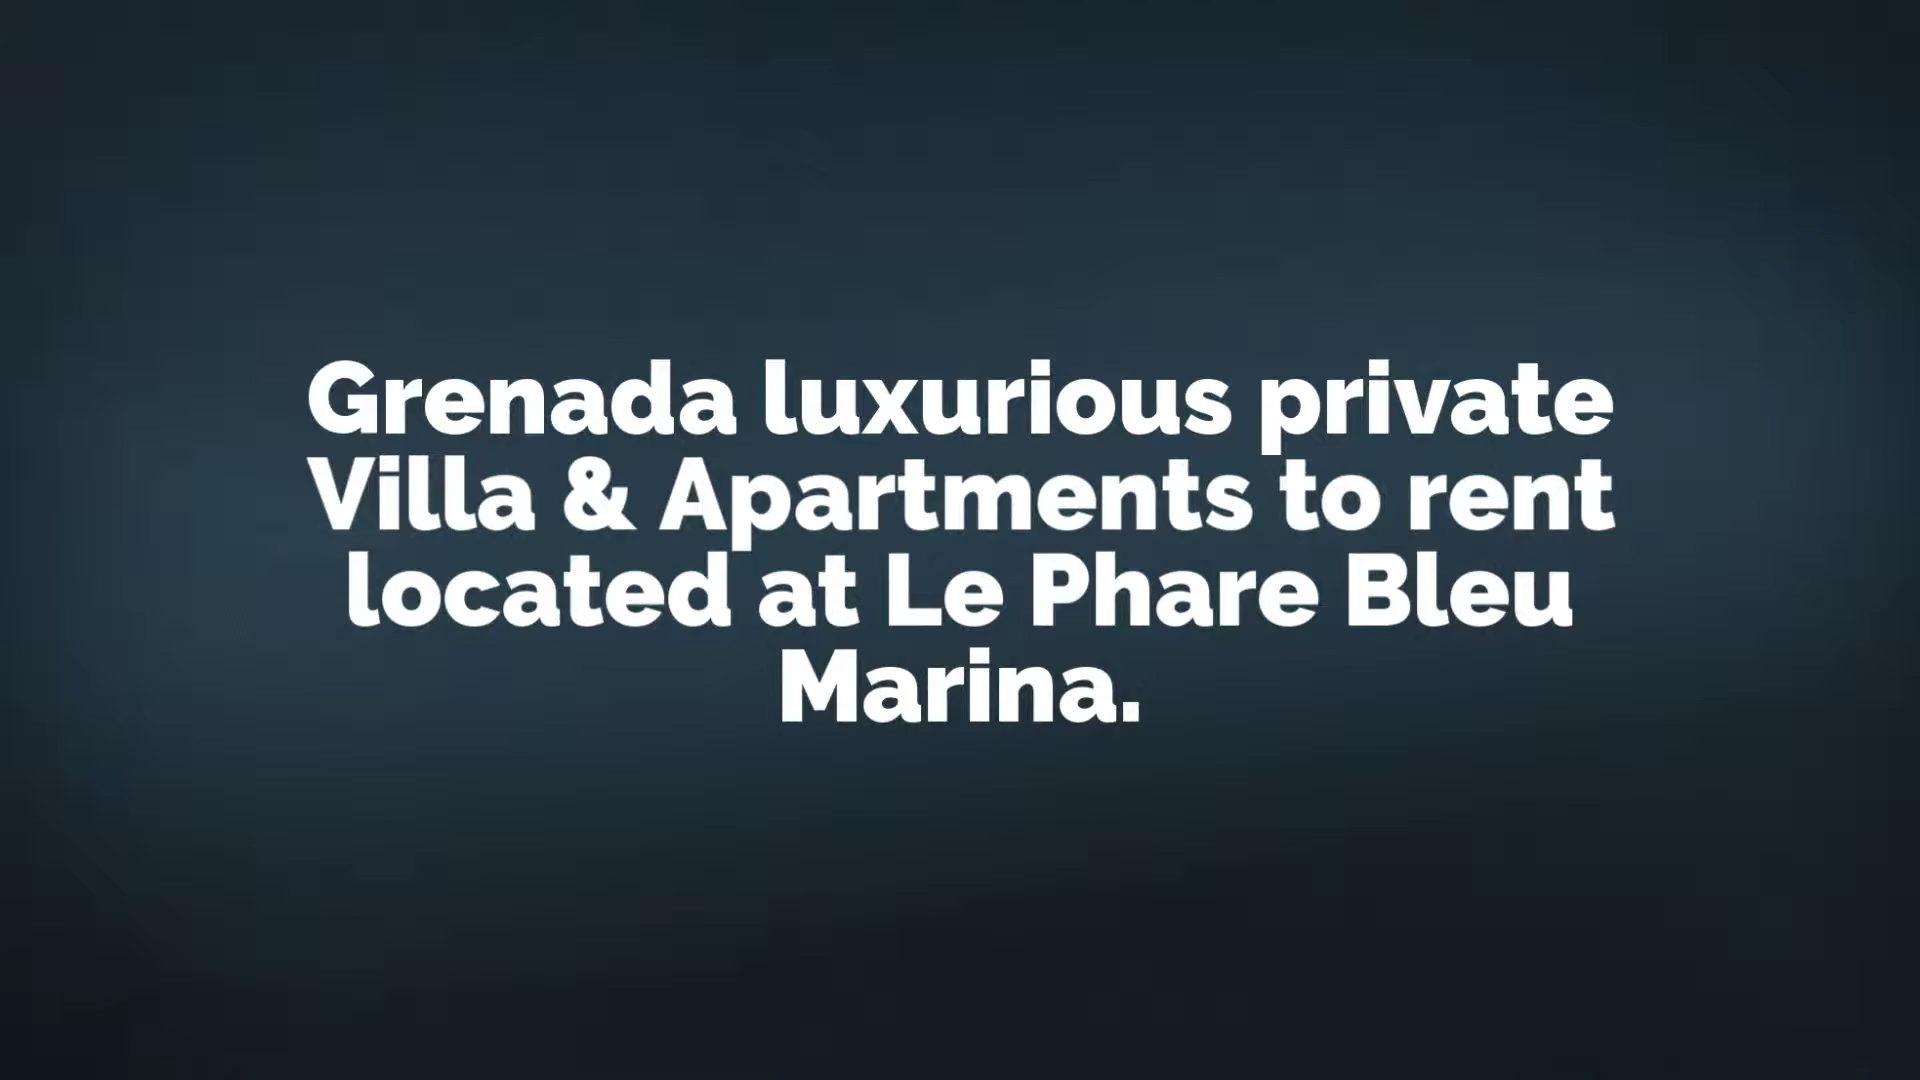 Grenada luxurious private
Villa & Apartments to rent
located at Le Phare Bleu
Marina.